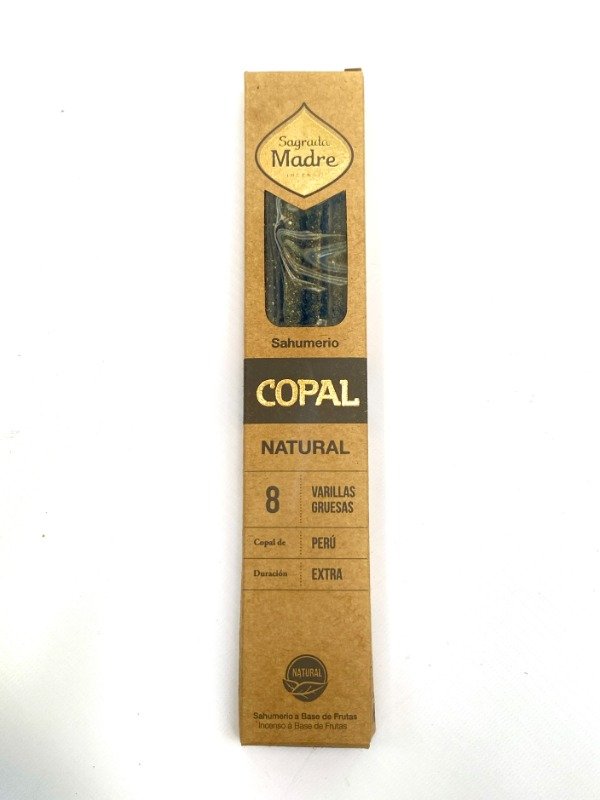 Sagrada
Madre
INCENSO
Sahumerio
COPAL
NATURAL
8
VARILLAS
GRUESAS
Copal de
PERÚ
Duración
EXTRA
NATURAL
Sahumerio à Base de Frutas
Incenso à Base de Frutas